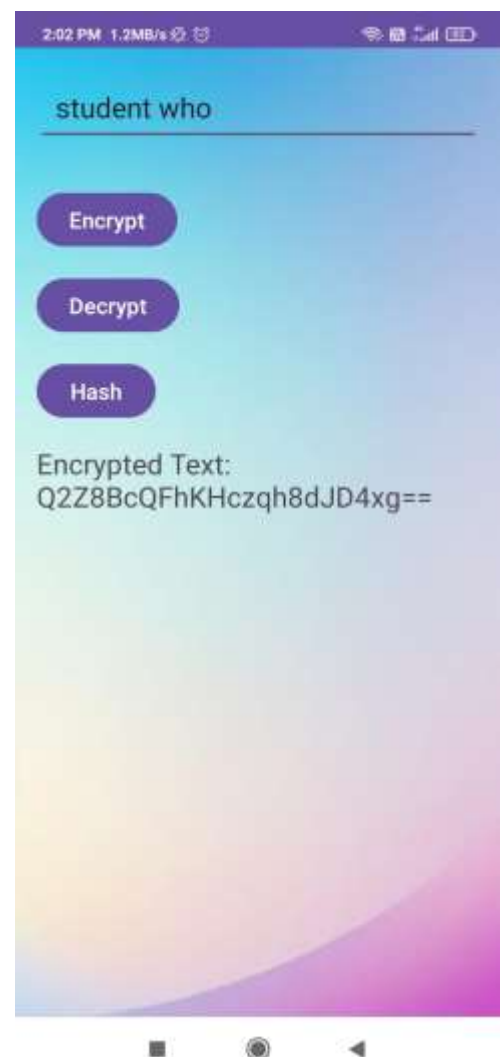 2:02 PM 1.2MB/s
student who
Encrypt
Decrypt
Hash
Encrypted Text:
Q2Z8BcQFhKHczqh8dJD4xg==